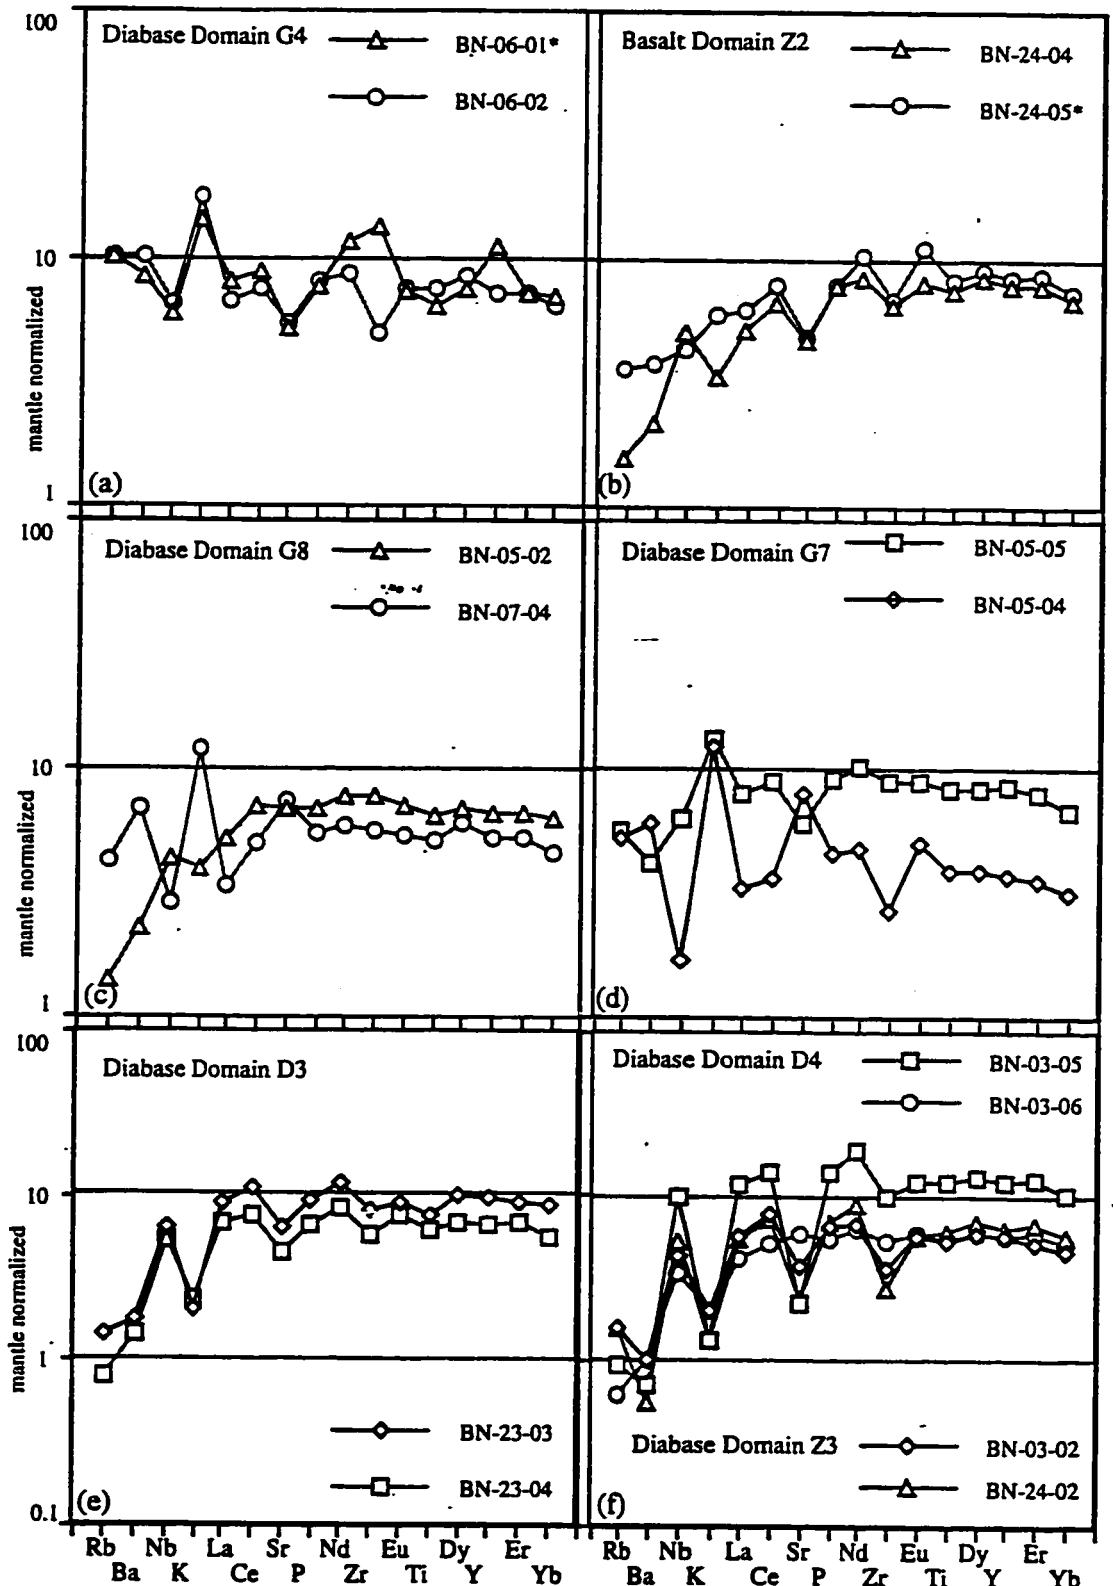 100
Diabase Domain G4
BN-06-01*
BN-06-02
10
mantle normalized
1
(a)
Basalt Domain Z2
BN-24-04
BN-24-05*
(b)
100
Diabase Domain G8
BN-05-02
BN-07-04
10
mantle normalized
1
(c)
Diabase Domain G7
BN-05-05
BN-05-04
(d)
100
Diabase Domain D3
10
mantle normalized
1
BN-23-03
BN-23-04
0.1
(e)
Diabase Domain D4
BN-03-05
BN-03-06
Diabase Domain Z3
BN-03-02
BN-24-02
(f)
Rb Nb La Sr Nd Eu Dy Er
Ba K Ce P Zr Ti Y Yb
Rb Nb La Sr Nd Eu Dy Er
Ba K Ce P Zr Ti Y Yb